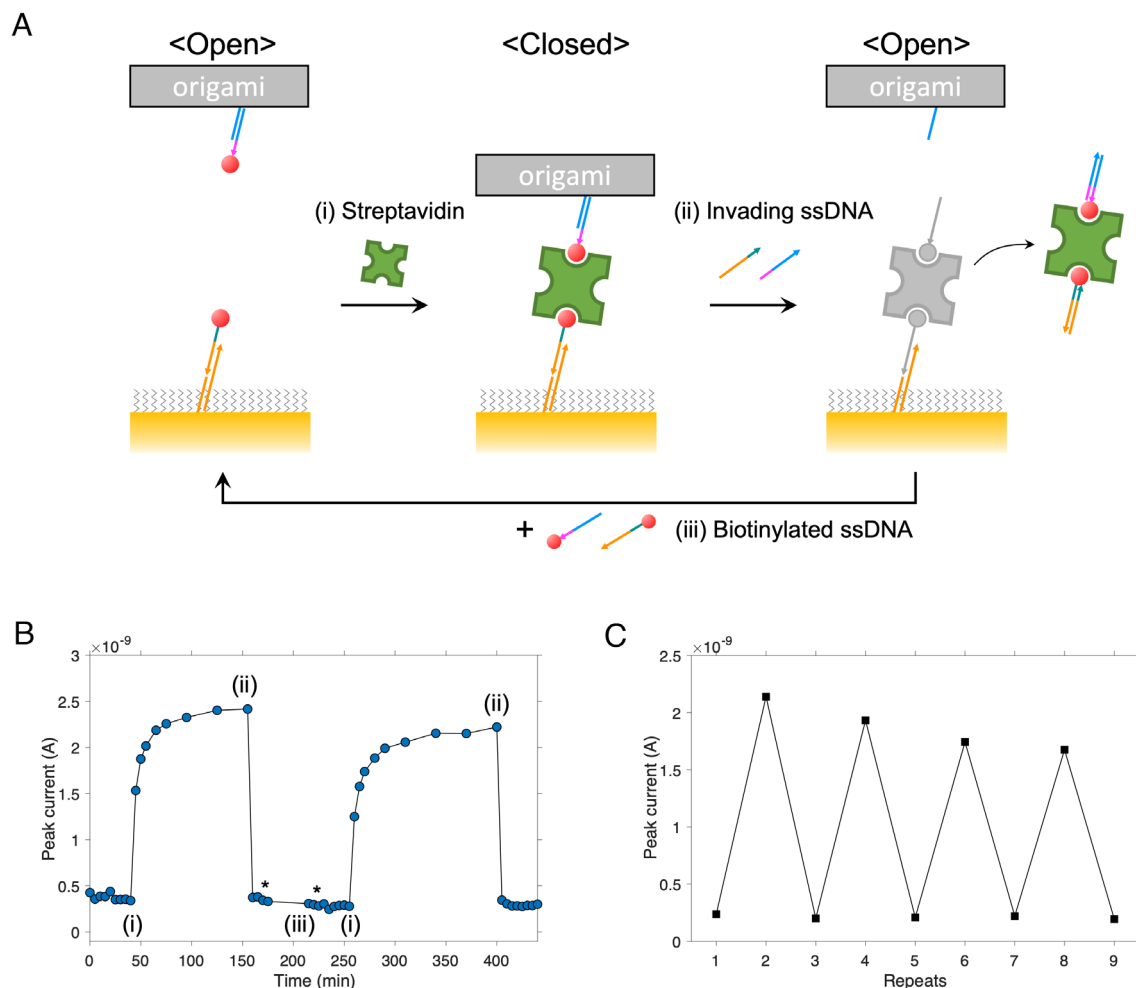 A
<Open>
<Closed>
<Open>
origami
origami
origami
(i) Streptavidin
(ii) Invading ssDNA
+
(iii) Biotinylated ssDNA
B
×10⁻⁹
3
2.5
2
1.5
1
0.5
0
Peak current (A)
(ii)
(ii)
*
*
(i)
(iii)
(i)
0 50 100 150 200 250 300 350 400
Time (min)
C
×10⁻⁹
2.5
2
1.5
1
0.5
0
Peak current (A)
1 2 3 4 5 6 7 8 9
Repeats